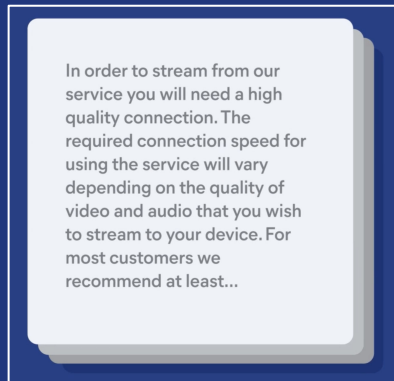 In order to stream from our
service you will need a high
quality connection. The
required connection speed for
using the service will vary
depending on the quality of
video and audio that you wish
to stream to your device. For
most customers we
recommend at least...